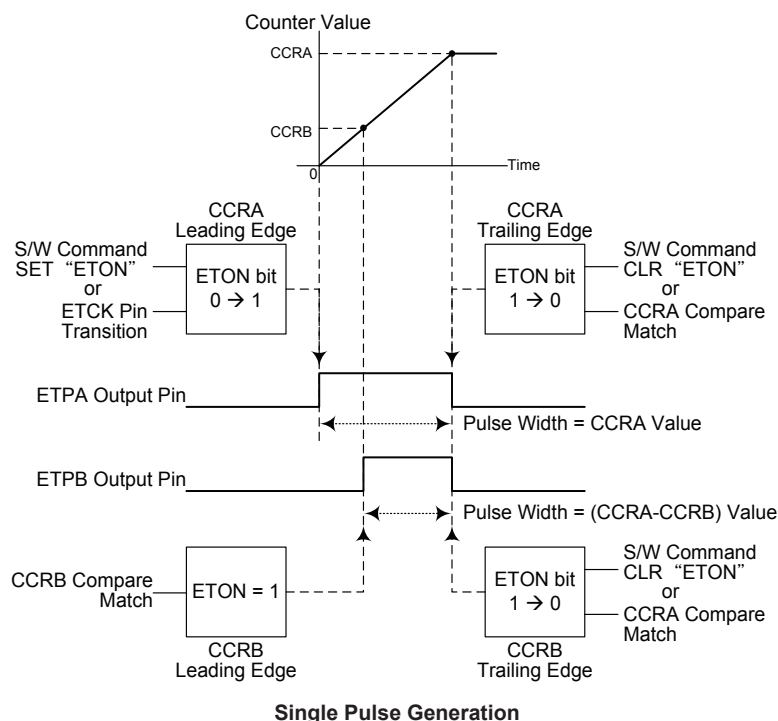 Counter Value
CCRA
CCRB
0
Time
CCRA
Leading Edge
S/W Command
SET “ETON”
or
ETCK Pin
Transition
ETON bit
0 → 1
CCRA
Trailing Edge
ETON bit
1 → 0
S/W Command
CLR “ETON”
or
CCRA Compare
Match
ETPA Output Pin
Pulse Width = CCRA Value
ETPB Output Pin
Pulse Width = (CCRA-CCRB) Value
CCRB Compare
Match
ETON = 1
CCRB
Leading Edge
ETON bit
1 → 0
CCRB
Trailing Edge
S/W Command
CLR “ETON”
or
CCRA Compare
Match
Single Pulse Generation